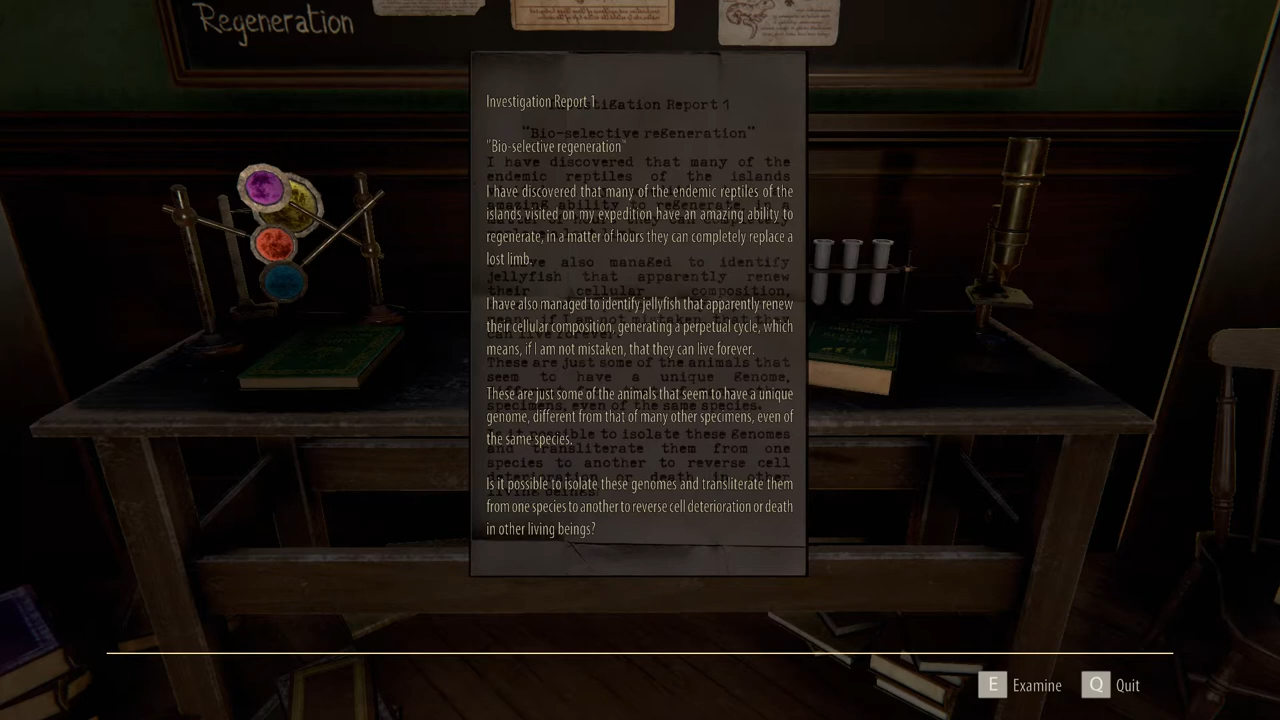 Regeneration
Investigation Report 1
"Bio-selective regeneration"
I have discovered that many of the endemic reptiles of the
islands visited on my expedition have an amazing ability to
regenerate, in a matter of hours they can completely replace a
lost limb.
I have also managed to identify jellyfish that apparently renew
their cellular composition, generating a perpetual cycle, which
means, if I am not mistaken, that they can live forever.
These are just some of the animals that seem to have a unique
genome, different from that of many other specimens, even of
the same species.
Is it possible to isolate these genomes and transliterate them
from one species to another to reverse cell deterioration or death
in other living beings?
E Examine Q Quit